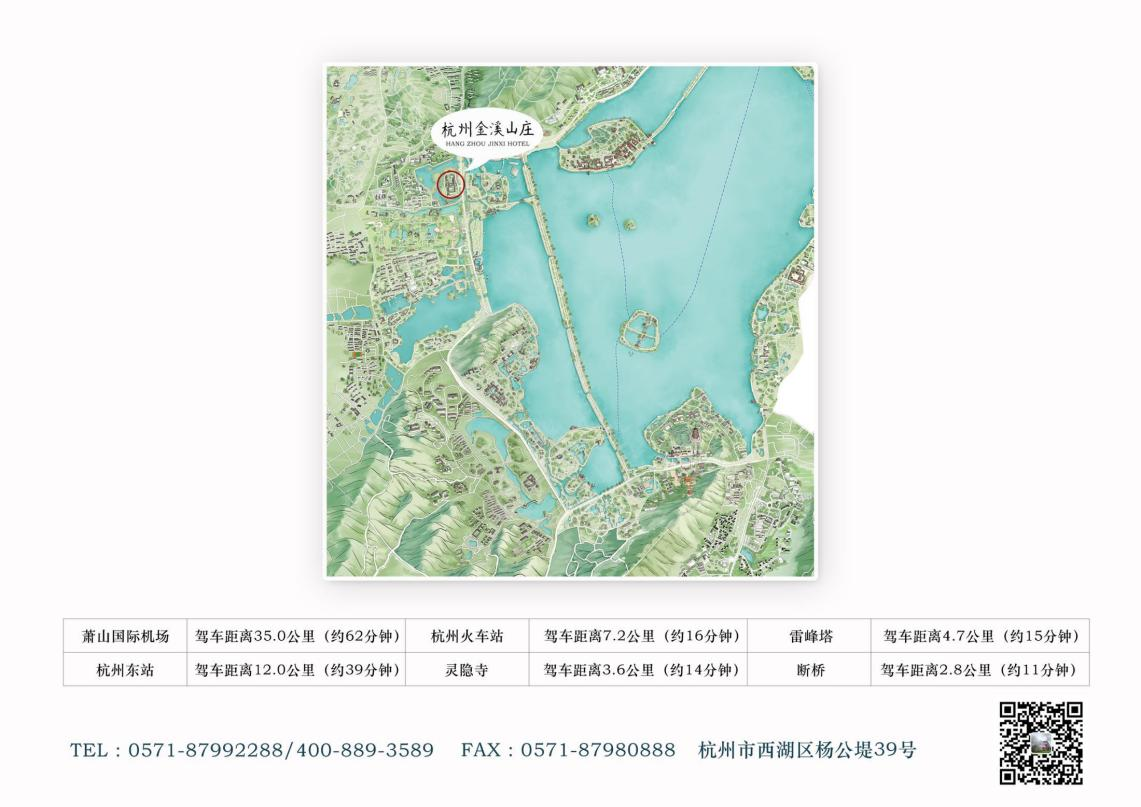 杭州金溪山庄
HANG ZHOU JINXI HOTEL
萧山国际机场 驾车距离35.0公里（约62分钟） 杭州火车站 驾车距离7.2公里（约16分钟） 雷峰塔 驾车距离4.7公里（约15分钟）
杭州东站 驾车距离12.0公里（约39分钟） 灵隐寺 驾车距离3.6公里（约14分钟） 断桥 驾车距离2.8公里（约11分钟）
TEL：0571-87992288/400-889-3589 FAX：0571-87980888 杭州市西湖区杨公堤39号